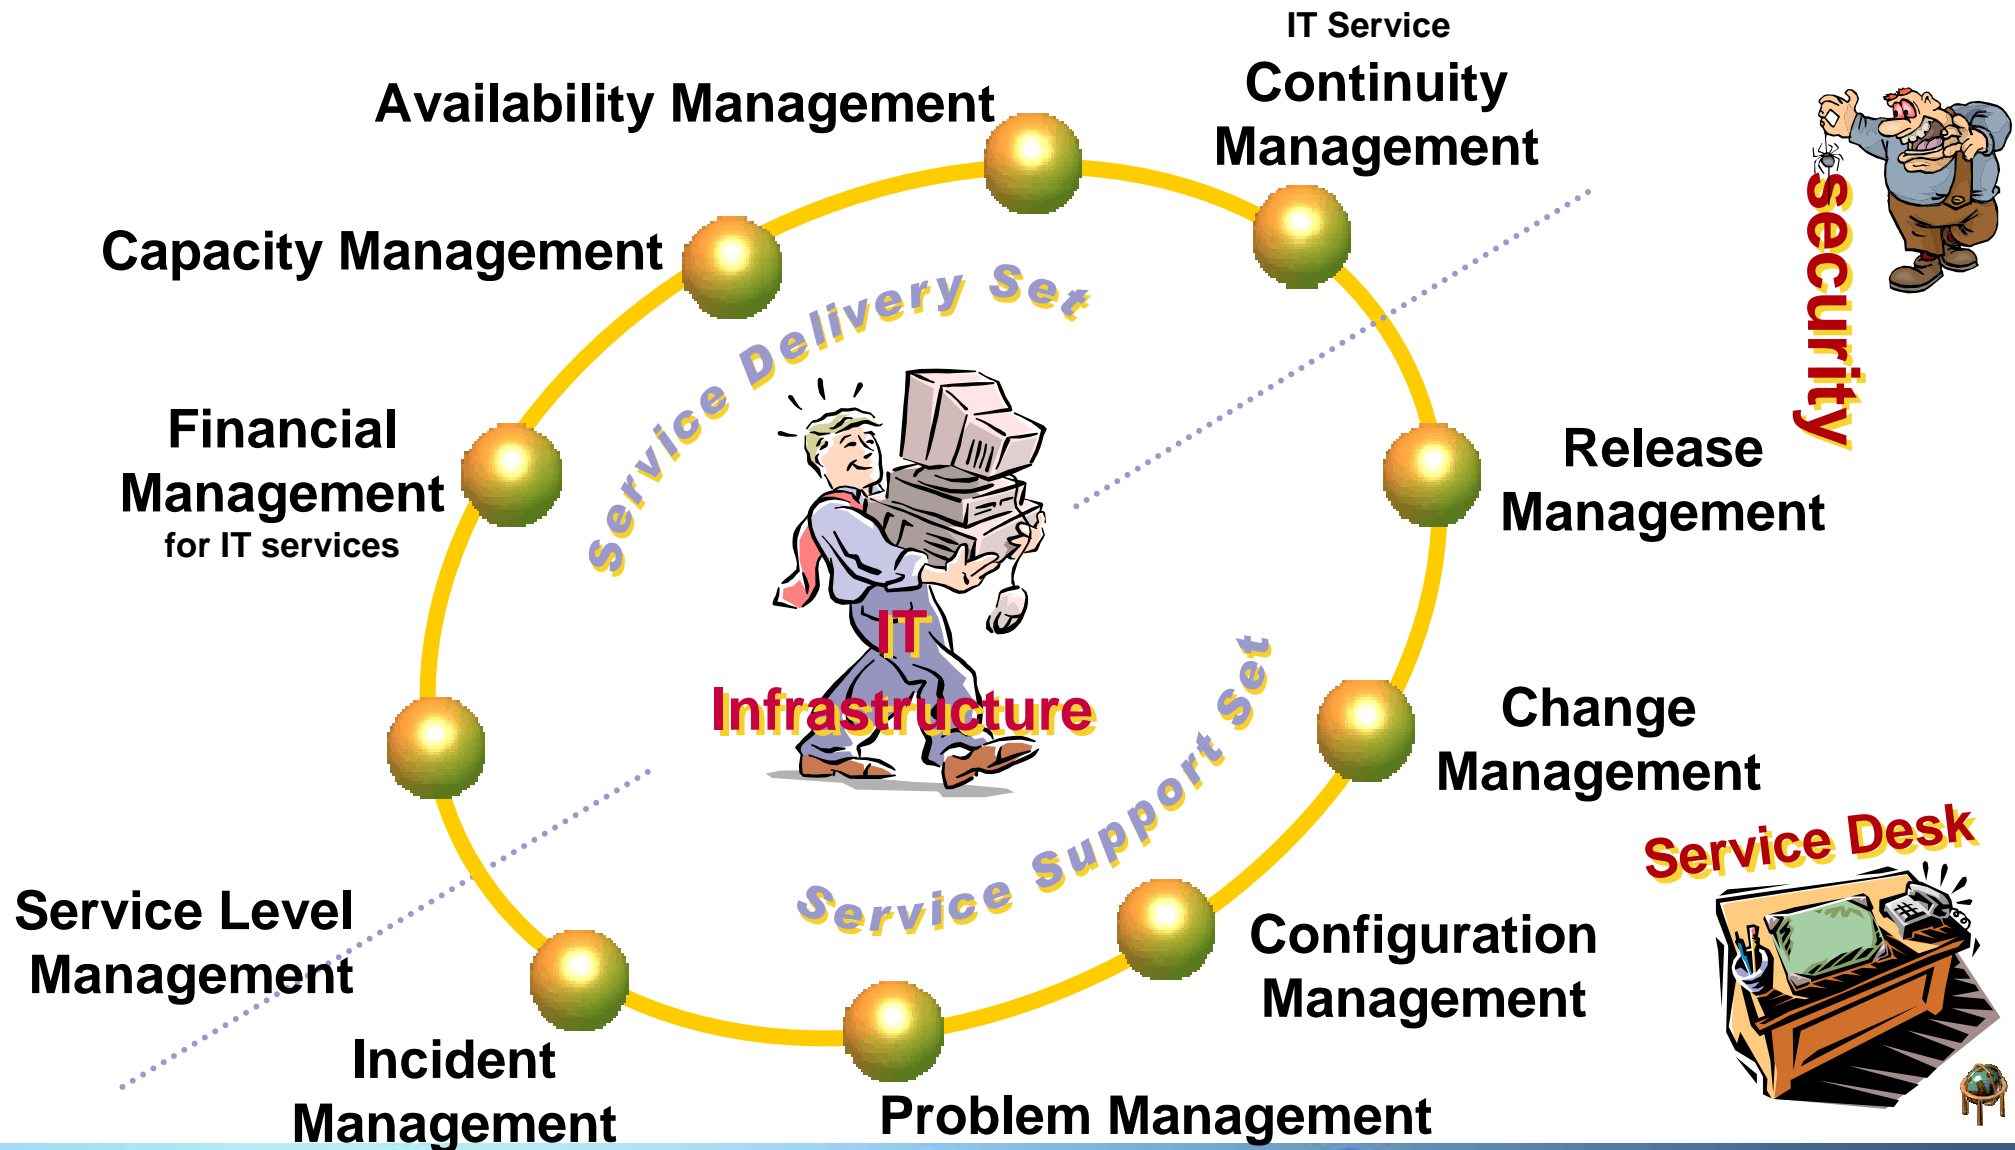 IT Service
Continuity
Management
Availability Management
Capacity Management
Service Delivery Set
security
Financial
Management
for IT services
Release
Management
IT
Infrastructure
Service Support Set
Change
Management
Service Desk
Service Level
Management
Configuration
Management
Incident
Management
Problem Management